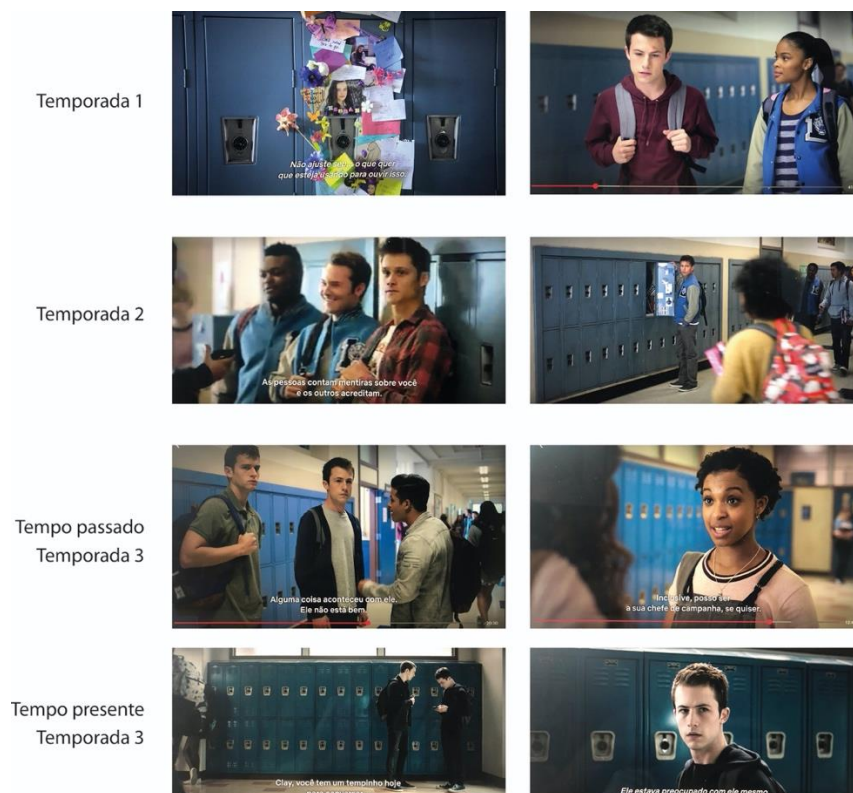 Temporada 1
Não ajuste o que quer
que esteja usando para ouvir isso.
Temporada 2
As pessoas contam mentiras sobre você
e os outros acreditam.
Tempo passado
Temporada 3
Alguma coisa aconteceu com ele.
Ele não está bem.
Inclusive, posso ser
a sua chefe de campanha, se quiser.
Tempo presente
Temporada 3
Clay, você tem um tempinho hoje
Ele estava preocupado com ele mesmo